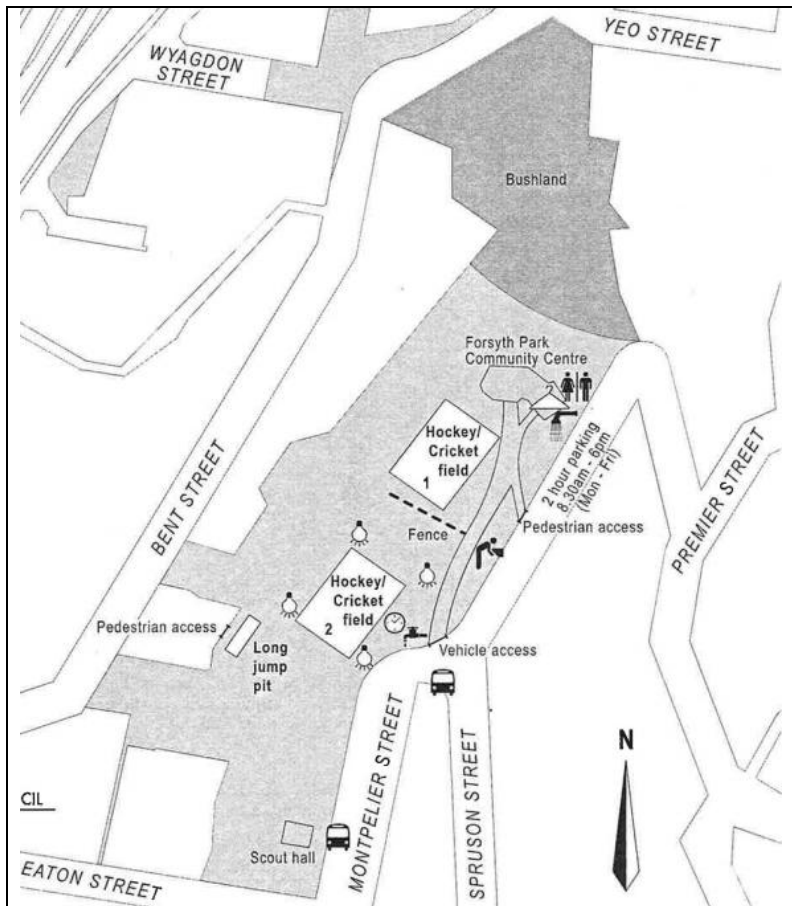 YEO STREET
WYAGDON
STREET
Bushland
Forsyth Park
Community Centre
2
Hockey/
Cricket
field
1
2 hour parking
8.30am - 6pm
(Mon - Fri)
PREMIER STREET
BENT STREET
Fence
Pedestrian access
Hockey/
Cricket
field
2
Pedestrian access
Long
jump
pit
Vehicle access
MONTPELIER STREET
SPRUSON STREET
N
CIL
Scout hall
EATON STREET